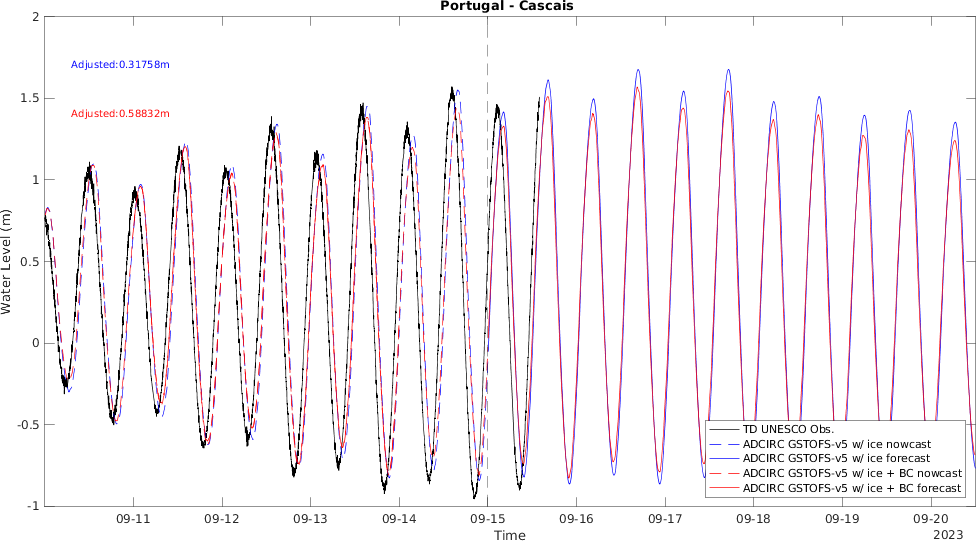 Portugal - Cascais
Adjusted:0.31758m
Adjusted:0.58832m
Water Level (m)
2
1.5
1
0.5
0
-0.5
-1
TD UNESCO Obs.
ADCIRC GSTOFS-v5 w/ ice nowcast
ADCIRC GSTOFS-v5 w/ ice forecast
ADCIRC GSTOFS-v5 w/ ice + BC nowcast
ADCIRC GSTOFS-v5 w/ ice + BC forecast
09-11 09-12 09-13 09-14 09-15 09-16 09-17 09-18 09-19 09-20
Time
2023